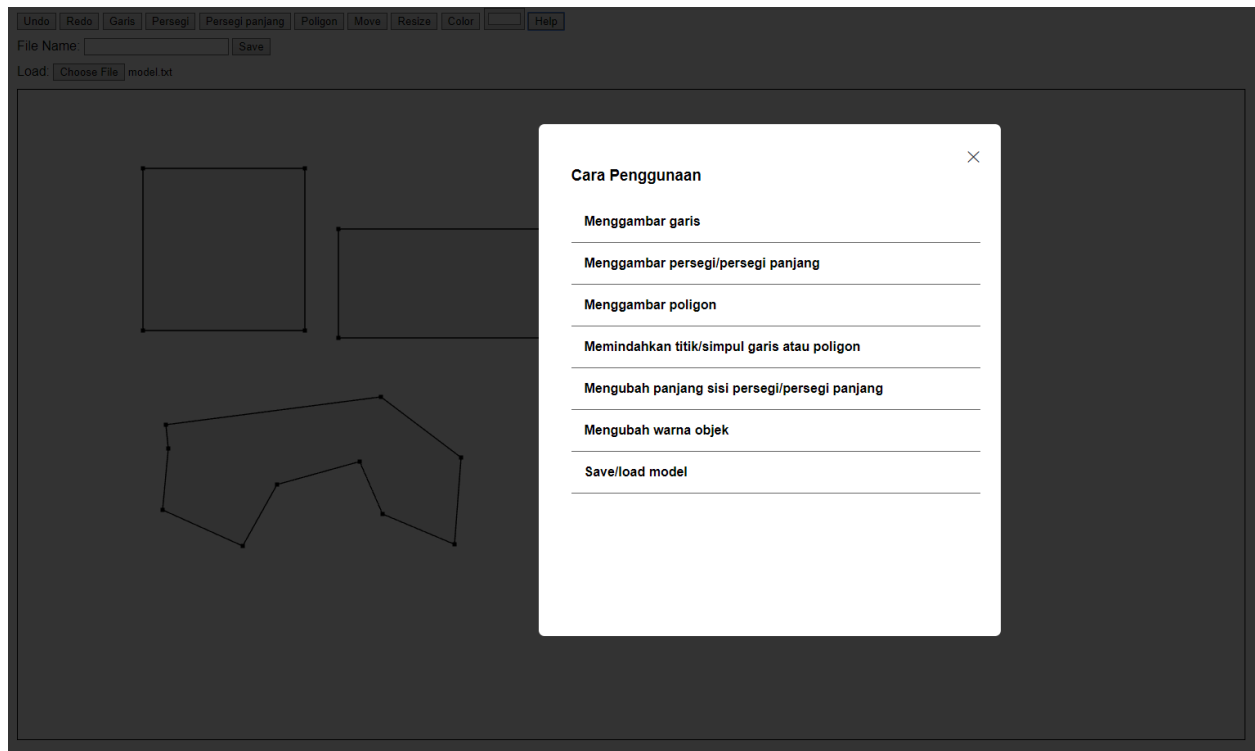 Undo Redo Garis Persegi Persegi panjang Poligon Move Resize Color Help
File Name: Save
Load: Choose File model.txt
Cara Penggunaan
Menggambar garis
Menggambar persegi/persegi panjang
Menggambar poligon
Memindahkan titik/simpul garis atau poligon
Mengubah panjang sisi persegi/persegi panjang
Mengubah warna objek
Save/load model